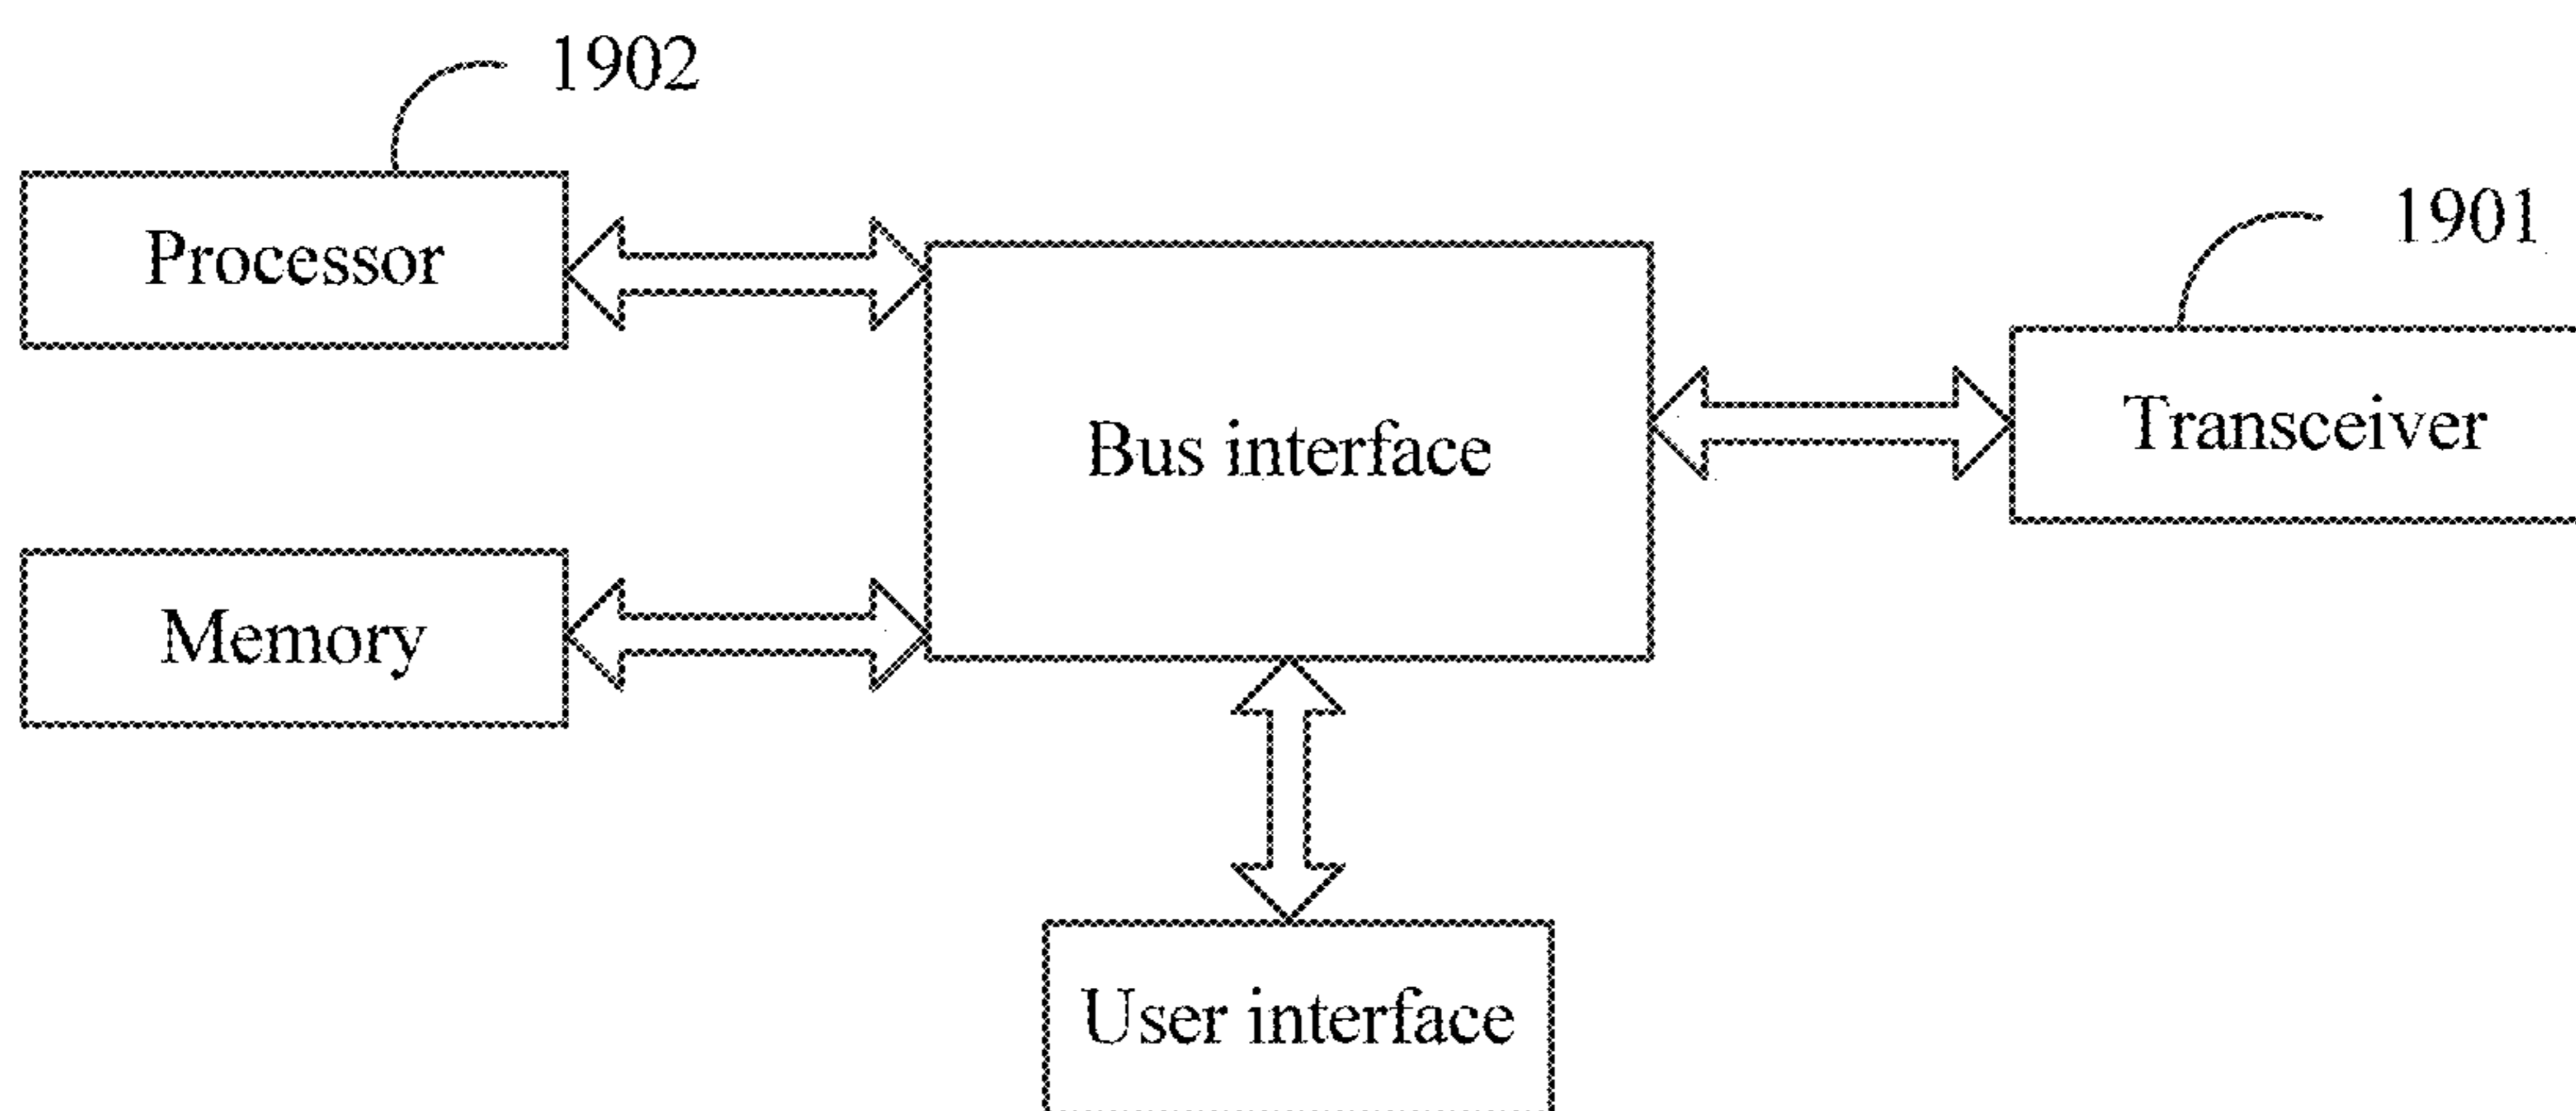 1902
1901
Processor
Bus interface
Transceiver
Memory
User interface